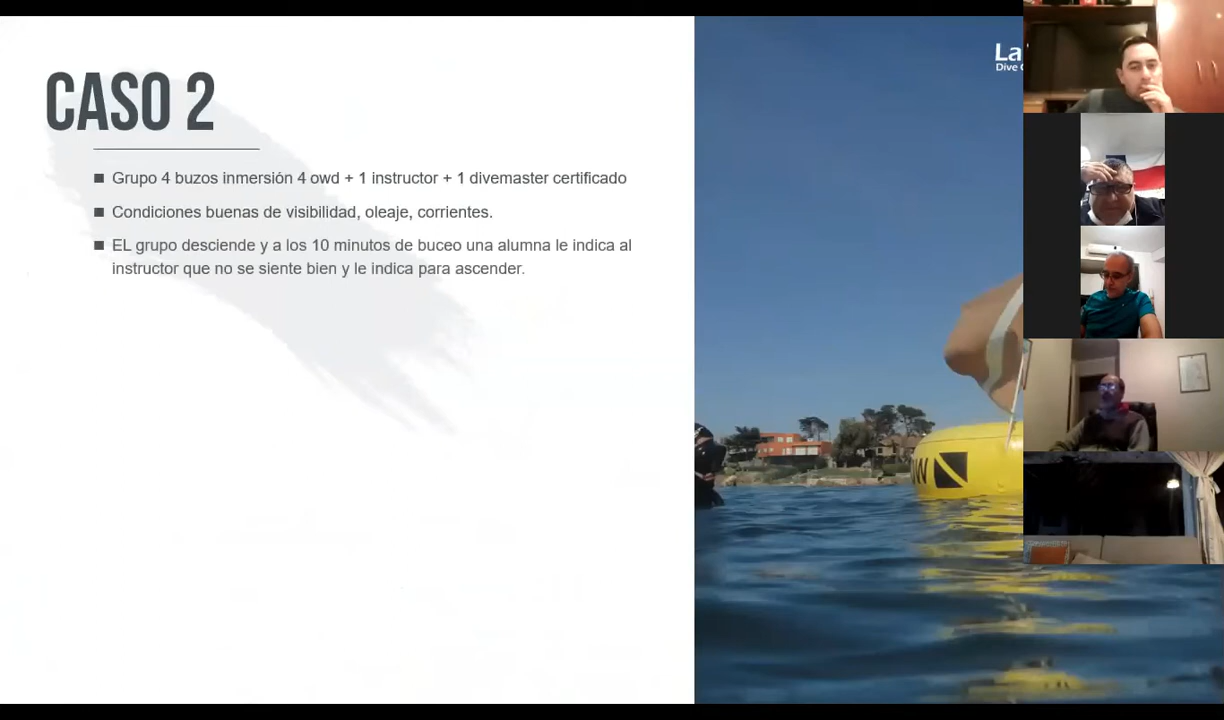 CASO 2
Grupo 4 buzos inmersión 4 owd + 1 instructor + 1 divemaster certificado
Condiciones buenas de visibilidad, oleaje, corrientes.
EL grupo desciende y a los 10 minutos de buceo una alumna le indica al
instructor que no se siente bien y le indica para ascender.
La
Dive